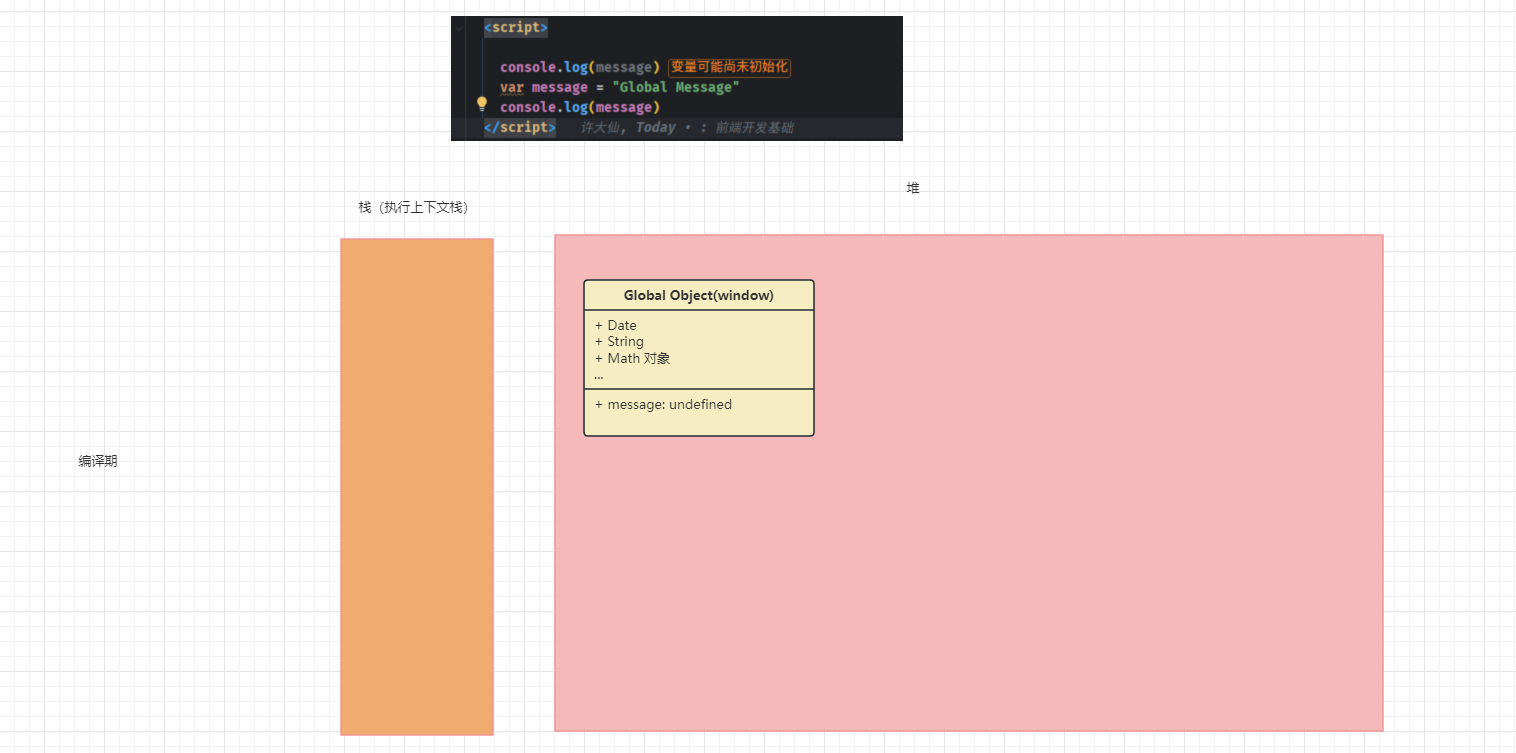 <script>
console.log(message) 变量可能尚未初始化
var message = "Global Message"
console.log(message)
</script> 许大仙, Today • : 前端开发基础
堆
栈（执行上下文栈）
Global Object(window)
+ Date
+ String
+ Math 对象
...
+ message: undefined
编译期